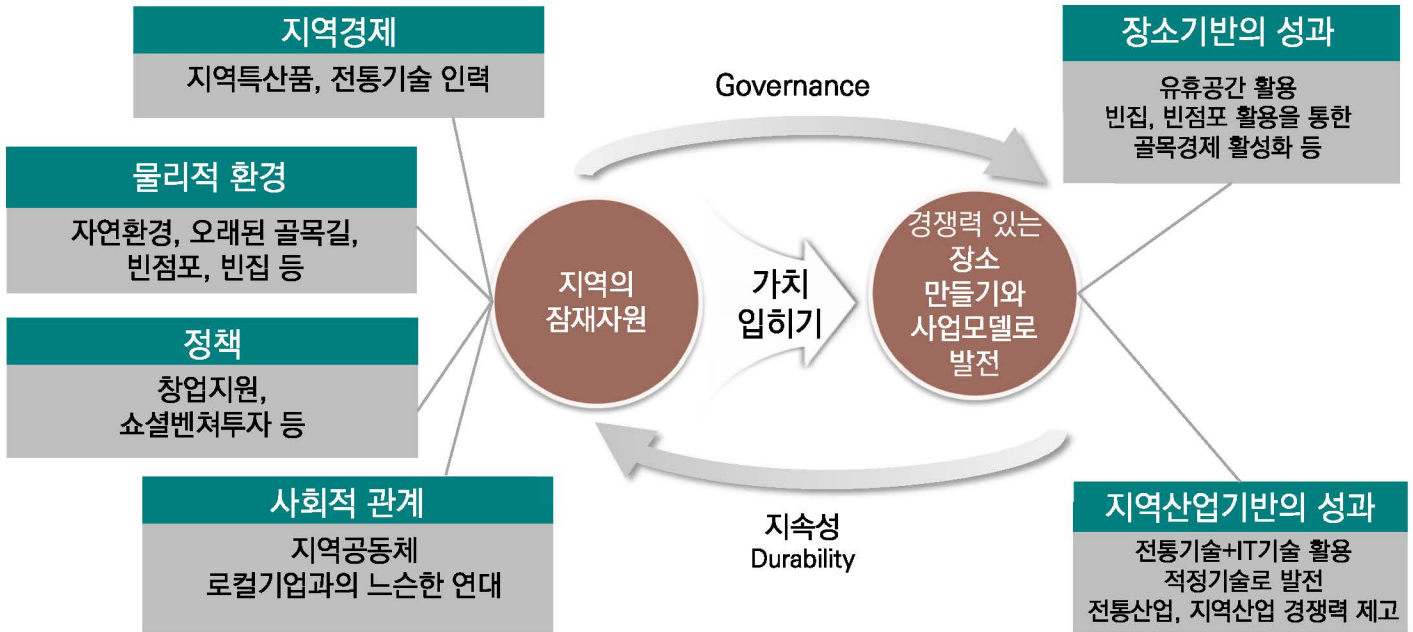 지역경제
지역특산품, 전통기술 인력
물리적 환경
자연환경, 오래된 골목길,
빈점포, 빈집 등
정책
창업지원,
쇼셜벤쳐투자 등
사회적 관계
지역공동체
로컬기업과의 느슨한 연대
Governance
지역의
잠재자원
가치
입히기
경쟁력 있는
장소
만들기와
사업모델로
발전
지속성
Durability
장소기반의 성과
유휴공간 활용
빈집, 빈점포 활용을 통한
골목경제 활성화 등
지역산업기반의 성과
전통기술+IT기술 활용
적정기술로 발전
전통산업, 지역산업 경쟁력 제고